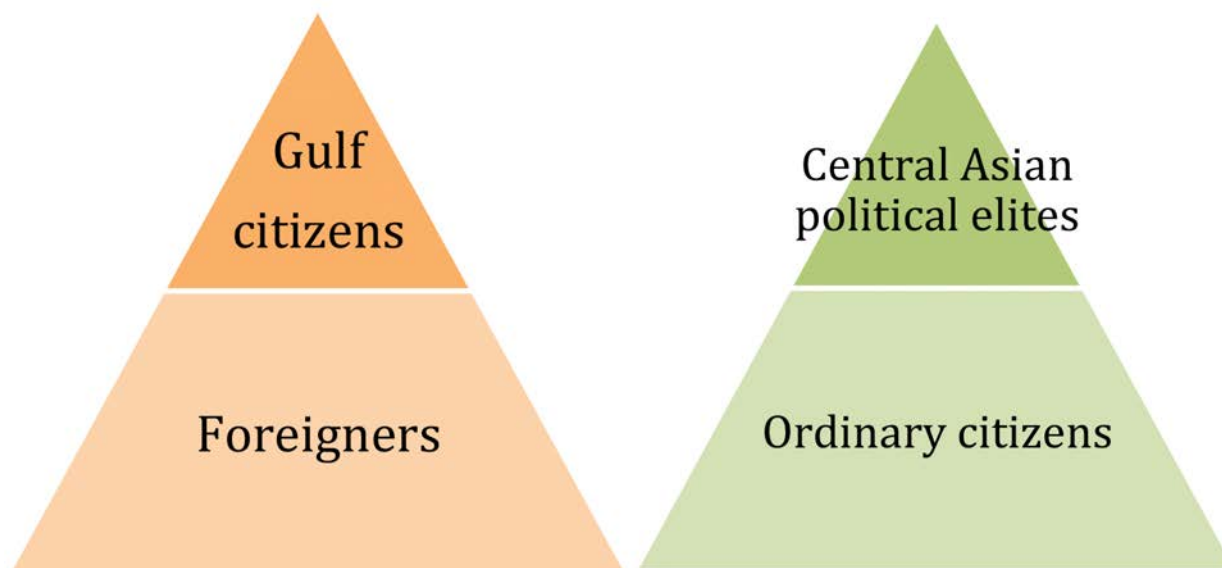 Gulf
citizens
Foreigners
Central Asian
political elites
Ordinary citizens